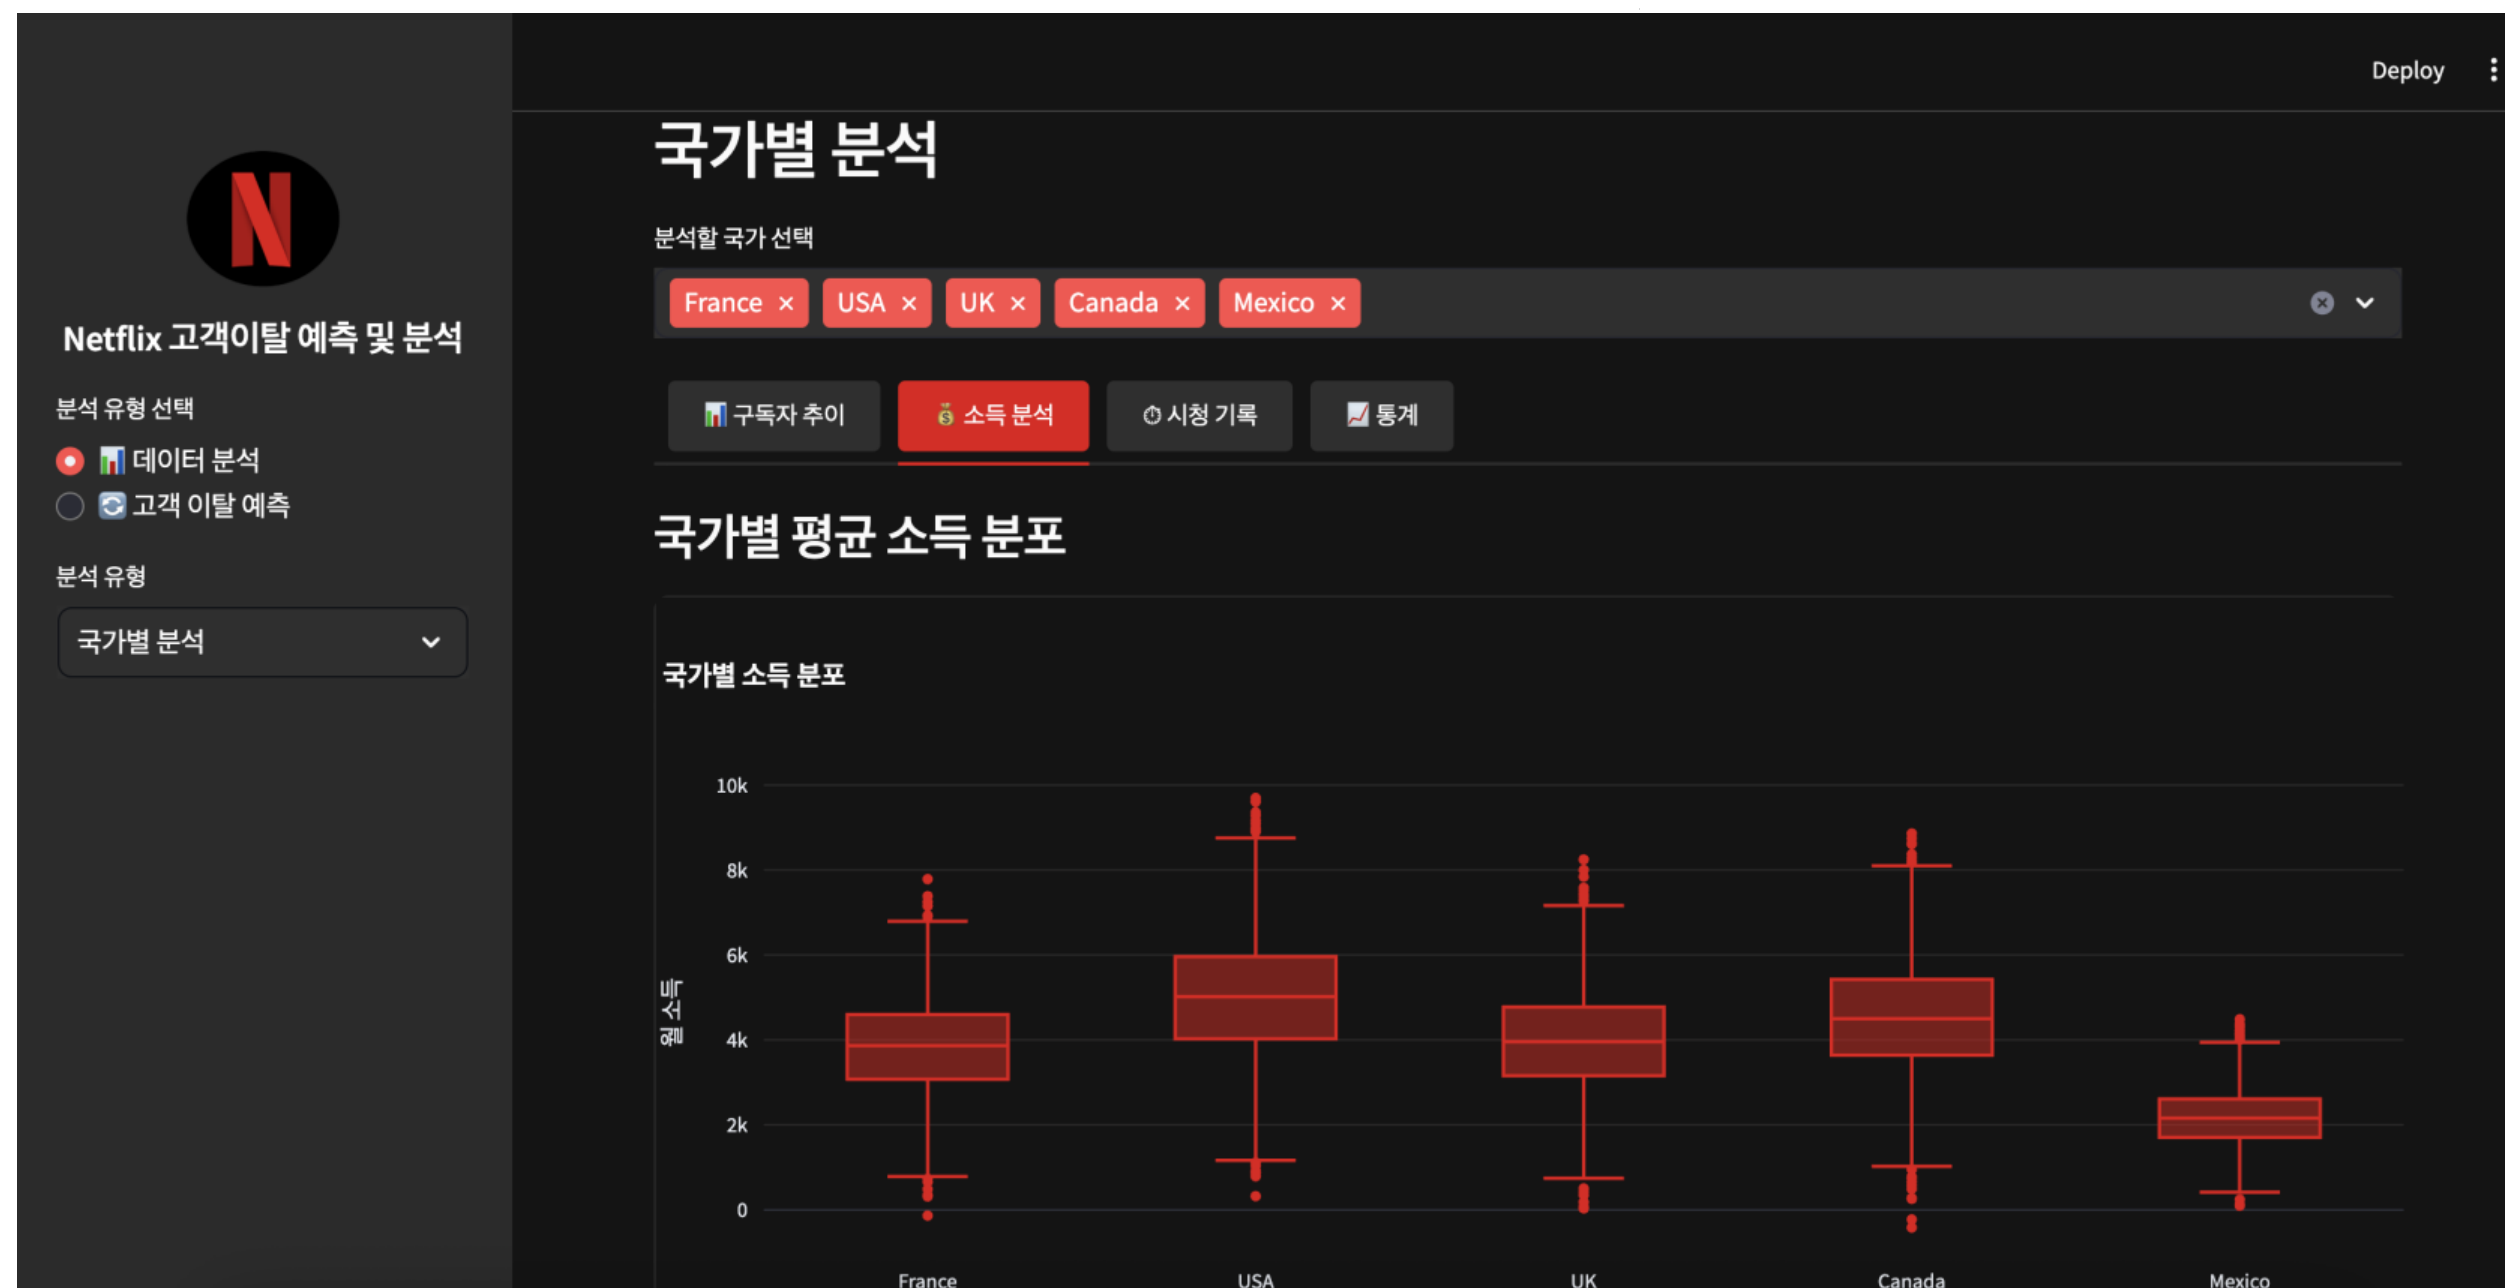 Deploy
N
Netflix 고객이탈 예측 및 분석
분석 유형 선택
데이터 분석
고객 이탈 예측
분석 유형
국가별 분석
국가별 분석
분석할 국가 선택
France × USA × UK × Canada × Mexico ×
구독자 추이 소득 분석 시청 기록 통계
국가별 평균 소득 분포
국가별 소득 분포
월 소득
10k
8k
6k
4k
2k
0
France USA UK Canada Mexico